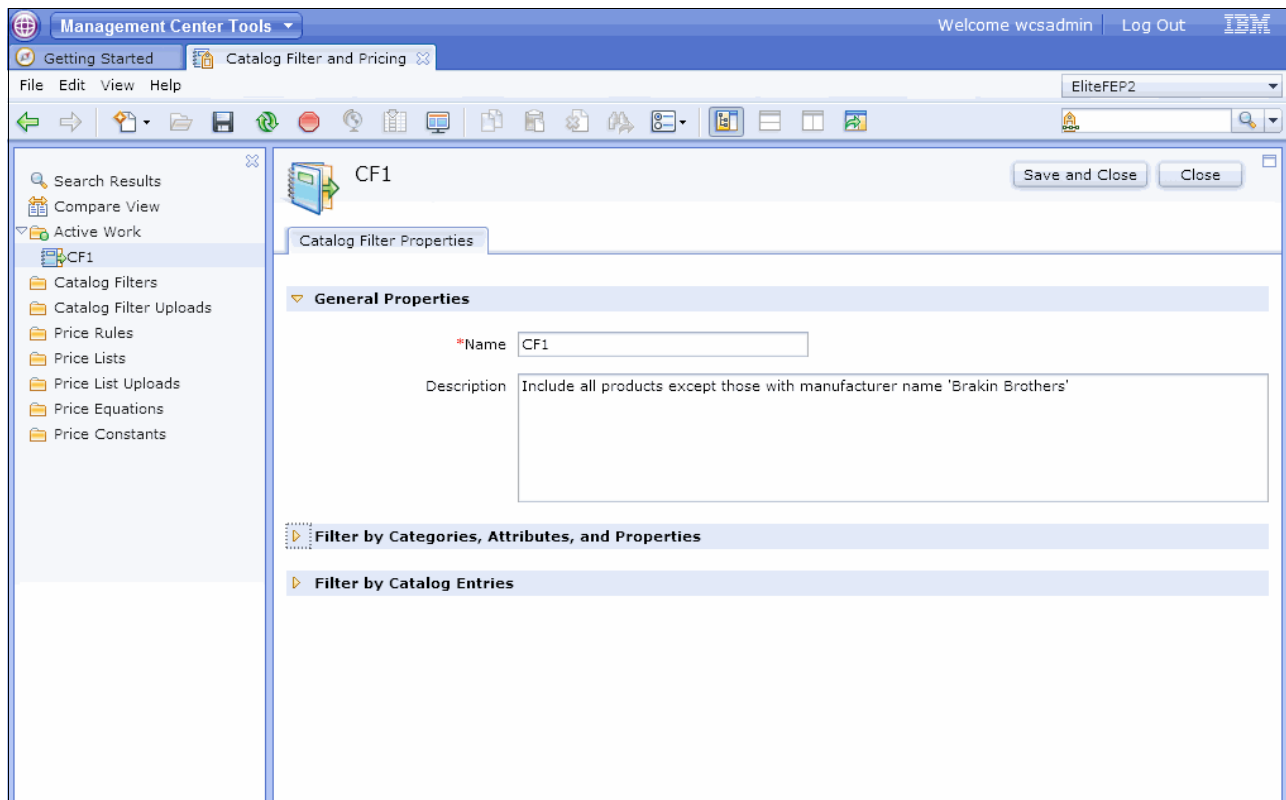 Management Center Tools
Welcome wcsadmin Log Out IBM
Getting Started Catalog Filter and Pricing
File Edit View Help
EliteFEP2
Search Results
Compare View
Active Work
CF1
Catalog Filters
Catalog Filter Uploads
Price Rules
Price Lists
Price List Uploads
Price Equations
Price Constants
CF1
Save and Close Close
Catalog Filter Properties
General Properties
*Name CF1
Description Include all products except those with manufacturer name 'Brakin Brothers'
Filter by Categories, Attributes, and Properties
Filter by Catalog Entries